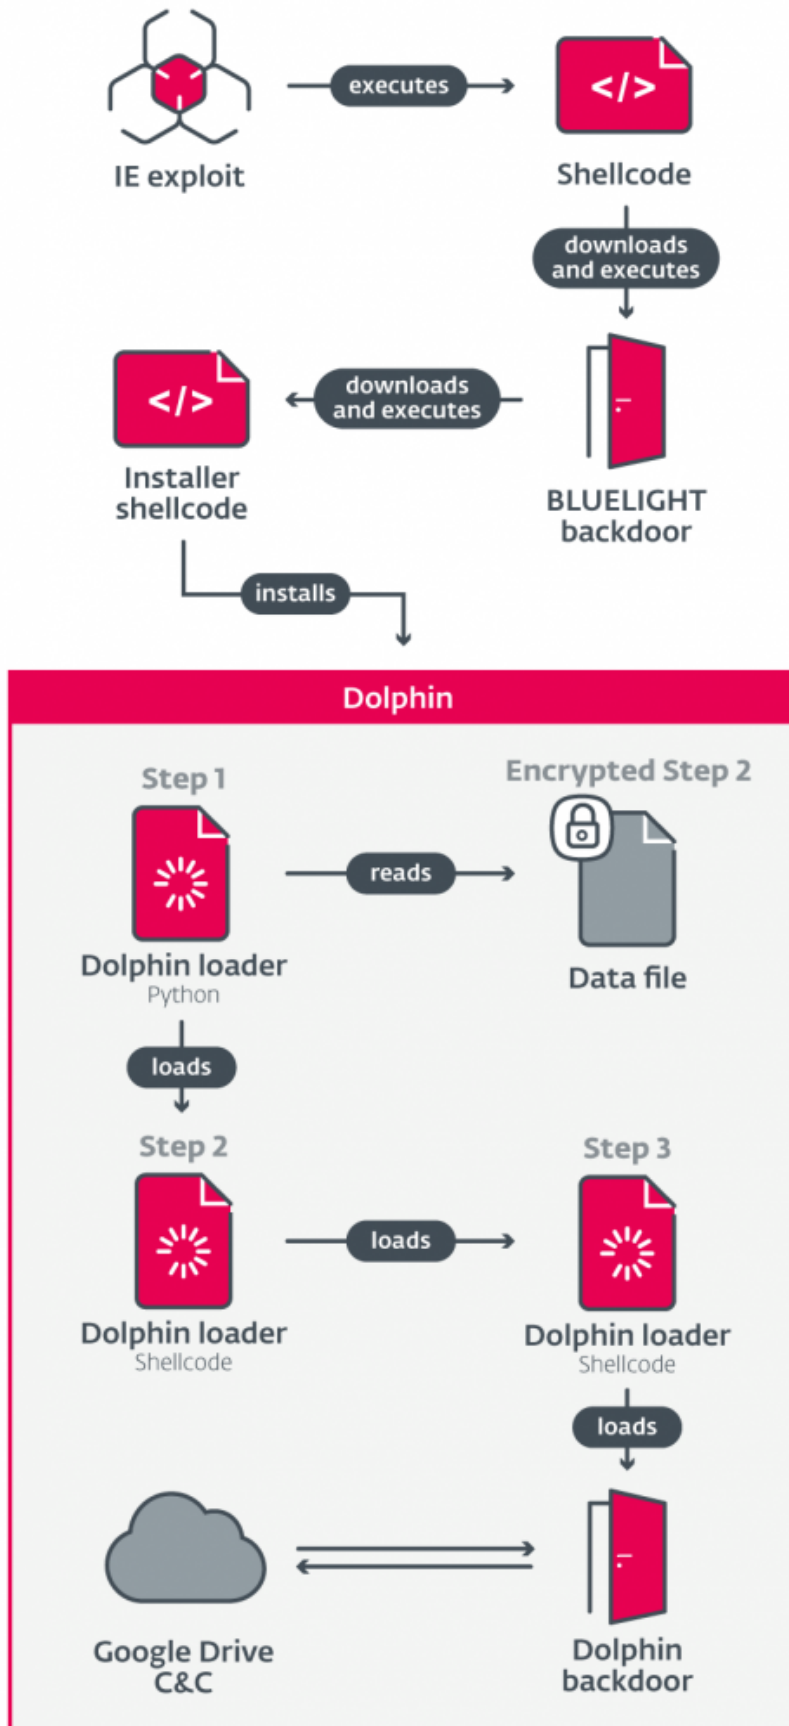 executes
</>
IE exploit
Shellcode
downloads
and executes
</>
downloads
and executes
Installer
shellcode
BLUELIGHT
backdoor
installs
Dolphin
Step 1
Encrypted Step 2
reads
Dolphin loader
Python
Data file
loads
Step 2
Step 3
loads
Dolphin loader
Shellcode
Dolphin loader
Shellcode
loads
Google Drive
C&C
Dolphin
backdoor